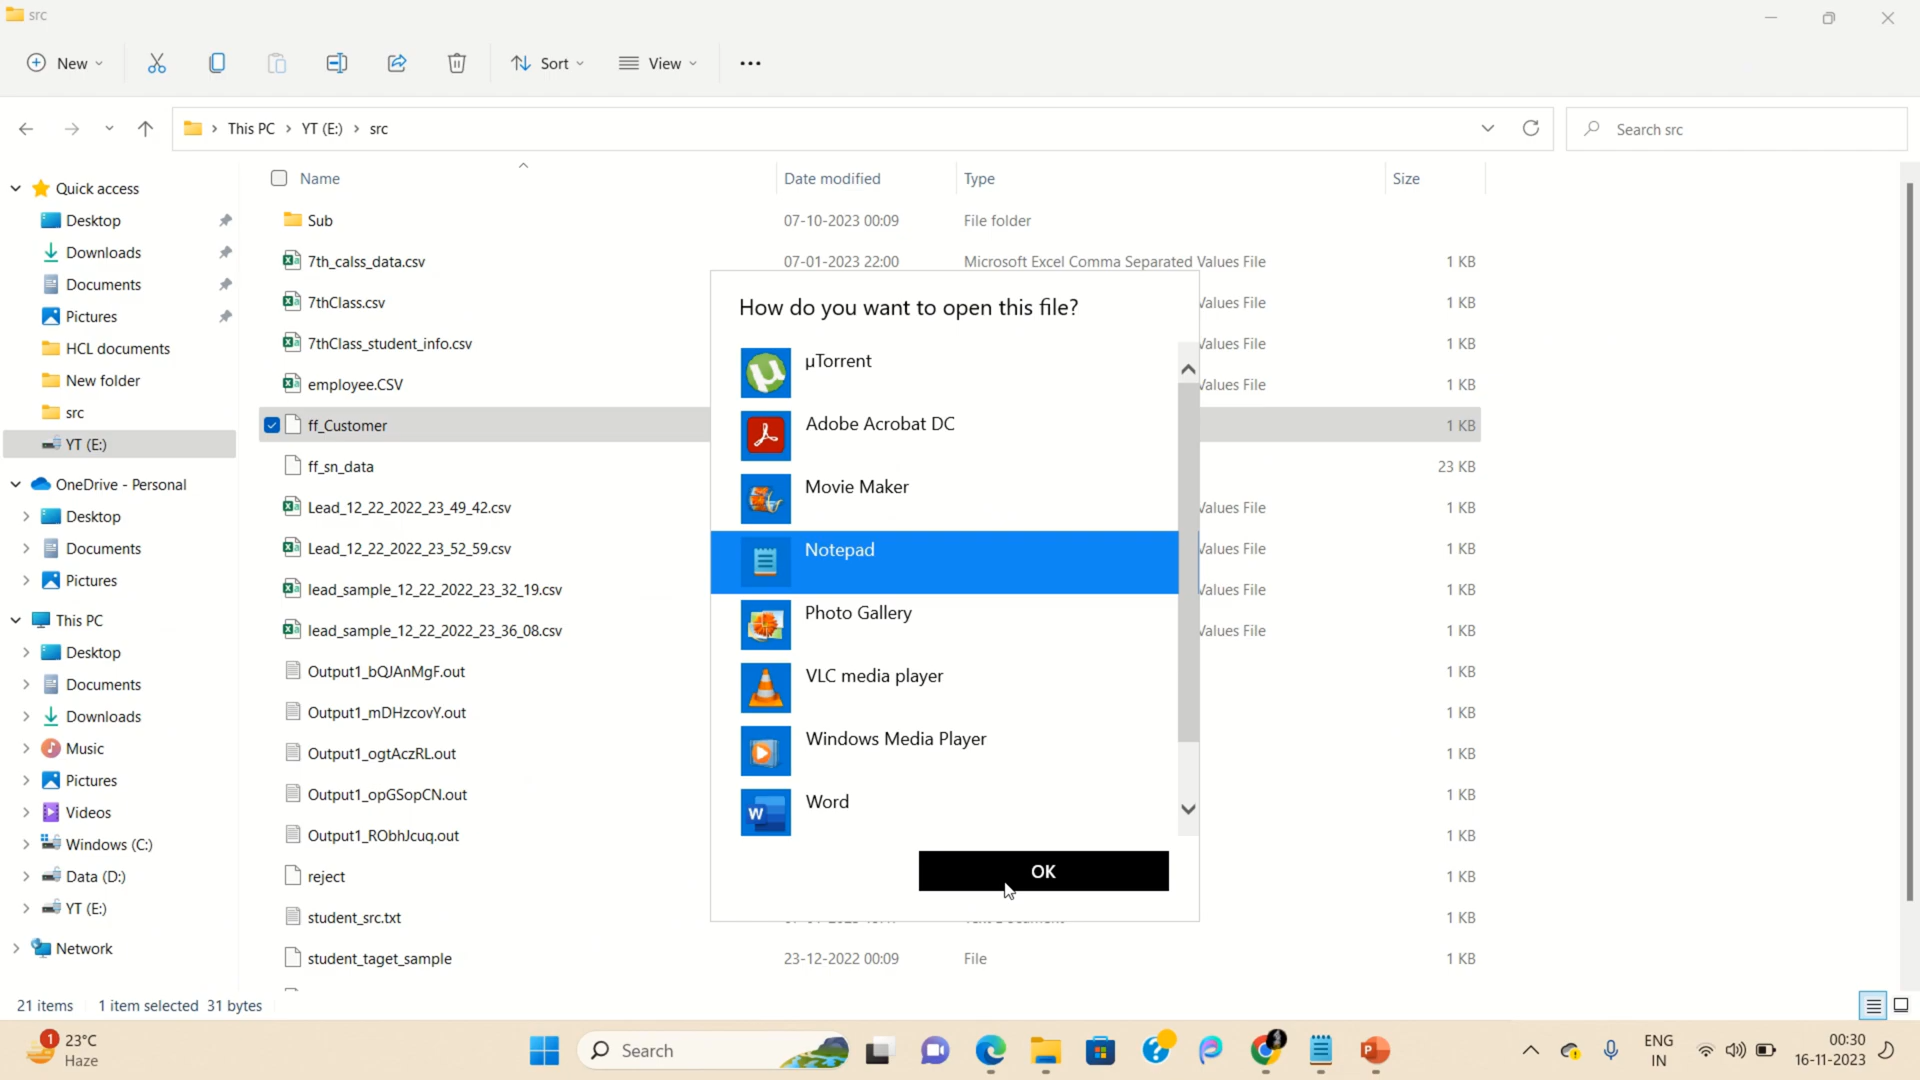 src
New
Sort
View
This PC
YT (E:)
src
Search src
Name
Date modified
Type
Size
Quick access
Desktop
Downloads
Documents
Pictures
HCL documents
New folder
src
YT (E:)
OneDrive - Personal
Desktop
Documents
Pictures
This PC
Desktop
Documents
Downloads
Music
Pictures
Videos
Windows (C:)
Data (D:)
YT (E:)
Network
Sub 07-10-2023 00:09 File folder
7th_calss_data.csv 07-01-2023 22:00 Microsoft Excel Comma Separated Values File 1 KB
7thClass.csv Values File 1 KB
7thClass_student_info.csv Values File 1 KB
employee.CSV Values File 1 KB
ff_Customer 1 KB
ff_sn_data 23 KB
Lead_12_22_2022_23_49_42.csv Values File 1 KB
Lead_12_22_2022_23_52_59.csv Values File 1 KB
lead_sample_12_22_2022_23_32_19.csv Values File 1 KB
lead_sample_12_22_2022_23_36_08.csv Values File 1 KB
Output1_bQJAnMgF.out 1 KB
Output1_mDHzcovY.out 1 KB
Output1_ogtAczRL.out 1 KB
Output1_opGSopCN.out 1 KB
Output1_RObhJcuq.out 1 KB
reject 1 KB
student_src.txt 1 KB
student_taget_sample 23-12-2022 00:09 File 1 KB
How do you want to open this file?
µTorrent
Adobe Acrobat DC
Movie Maker
Notepad
Photo Gallery
VLC media player
Windows Media Player
Word
OK
21 items 1 item selected 31 bytes
1
23°C
Haze
Search
ENG
IN
00:30
16-11-2023